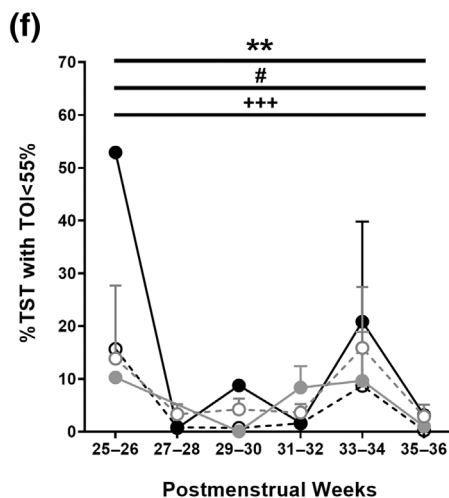 (f)
**
#
+++
70
60
50
40
30
20
10
0
%TST with TOI<55%
25–26 27–28 29–30 31–32 33–34 35–36
Postmenstrual Weeks